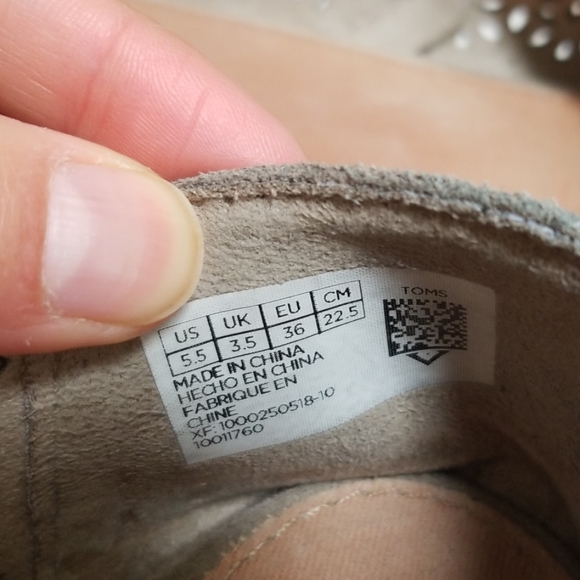 US UK EU CM
5.5 3.5 36 22.5
MADE IN CHINA
HECHO EN CHINA
FABRIQUE EN
CHINE
XF: 1000250518-10
10011760
TOMS